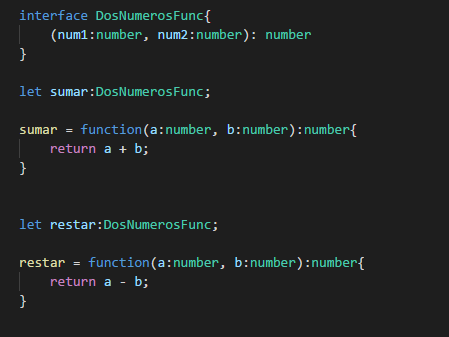 interface DosNumerosFunc{
    (num1:number, num2:number): number
}
let sumar:DosNumerosFunc;
sumar = function(a:number, b:number):number{
    return a + b;
}
let restar:DosNumerosFunc;
restar = function(a:number, b:number):number{
    return a - b;
}